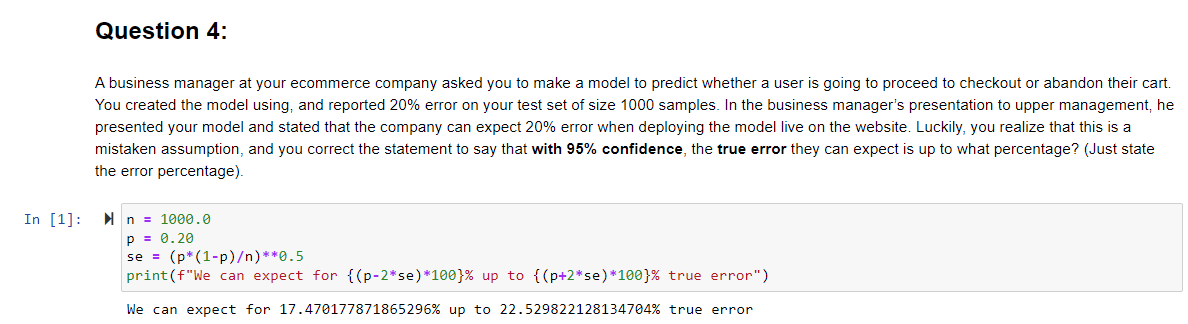 Question 4:
A business manager at your ecommerce company asked you to make a model to predict whether a user is going to proceed to checkout or abandon their cart.
You created the model using, and reported 20% error on your test set of size 1000 samples. In the business manager's presentation to upper management, he
presented your model and stated that the company can expect 20% error when deploying the model live on the website. Luckily, you realize that this is a
mistaken assumption, and you correct the statement to say that with 95% confidence, the true error they can expect is up to what percentage? (Just state
the error percentage).
In [1]: n = 1000.0
p = 0.20
se = (p*(1-p)/n)**0.5
print(f"We can expect for {(p-2*se)*100}% up to {(p+2*se)*100}% true error")
We can expect for 17.470177871865296% up to 22.529822128134704% true error